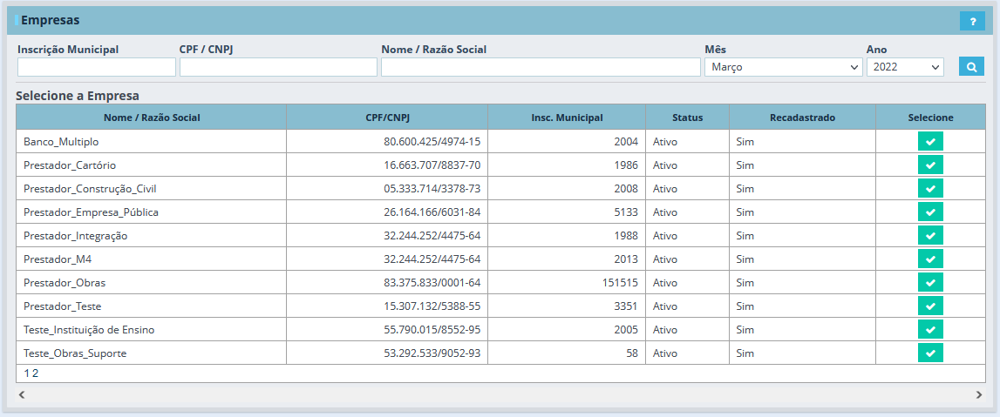 Empresas
?
Inscrição Municipal CPF / CNPJ Nome / Razão Social Mês Ano
Março 2022
Selecione a Empresa
Nome / Razão Social CPF/CNPJ Insc. Municipal Status Recadastrado Selecione
Banco_Multiplo 80.600.425/4974-15 2004 Ativo Sim
Prestador_Cartório 16.663.707/8837-70 1986 Ativo Sim
Prestador_Construção_Civil 05.333.714/3378-73 2008 Ativo Sim
Prestador_Empresa_Pública 26.164.166/6031-84 5133 Ativo Sim
Prestador_Integração 32.244.252/4475-64 1988 Ativo Sim
Prestador_M4 32.244.252/4475-64 2013 Ativo Sim
Prestador_Obras 83.375.833/0001-64 151515 Ativo Sim
Prestador_Teste 15.307.132/5388-55 3351 Ativo Sim
Teste_Instituição de Ensino 55.790.015/8552-95 2005 Ativo Sim
Teste_Obras_Suporte 53.292.533/9052-93 58 Ativo Sim
1 2